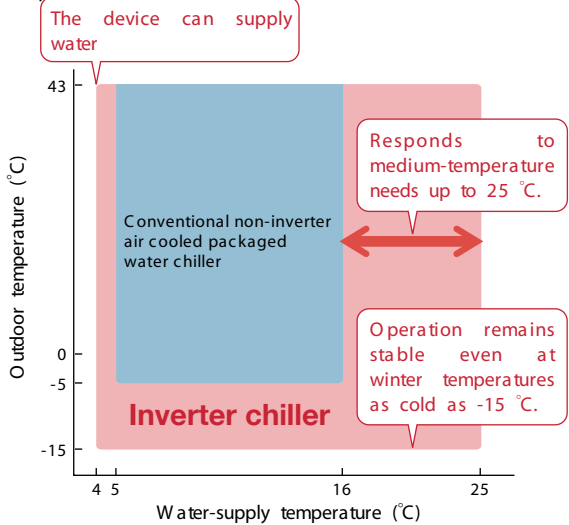 The device can supply
water
43
Responds to
medium-temperature
needs up to 25 ℃.
Conventional non-inverter
air cooled packaged
water chiller
Outdoor temperature (℃)
0
-5
Operation remains
stable even at
winter temperatures
as cold as -15 ℃.
Inverter chiller
-15
4 5 16 25
Water-supply temperature (℃)